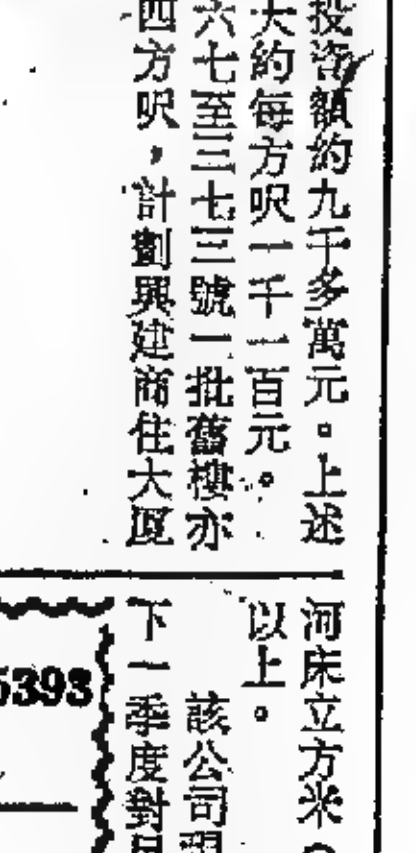 投資額約九千多萬元。上述
大約每方呎一千一百元。
六七至三七三號一批舊樓亦
四方呎，計劃興建商住大厦
河床立方米
以上。
該公司
下一季度對
5393